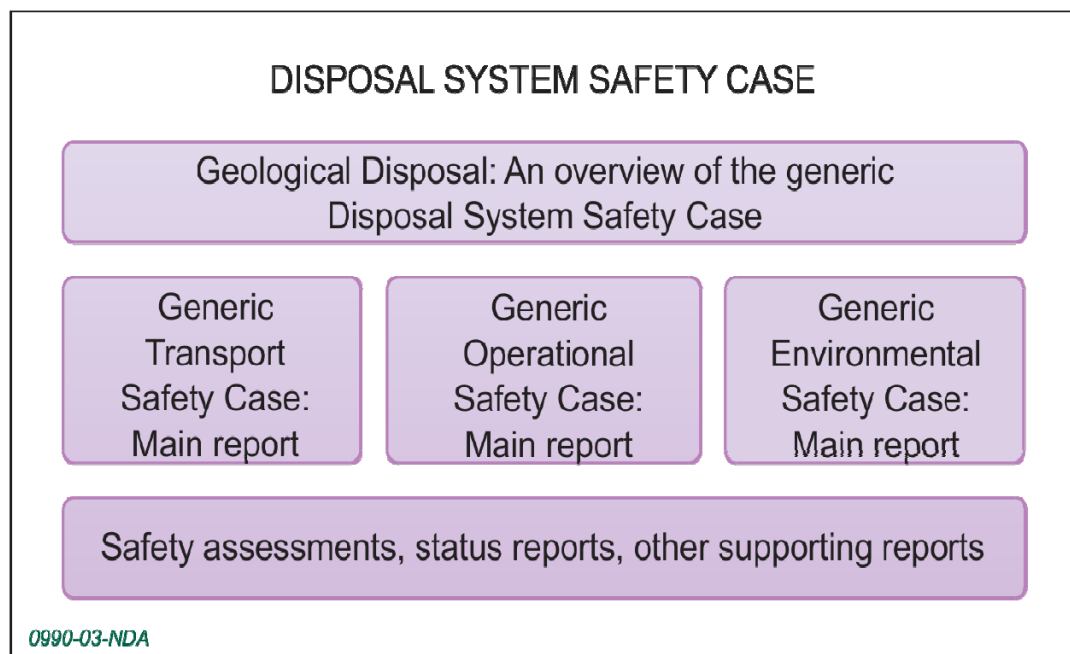 DISPOSAL SYSTEM SAFETY CASE
Geological Disposal: An overview of the generic
Disposal System Safety Case
Generic
Transport
Safety Case:
Main report
Generic
Operational
Safety Case:
Main report
Generic
Environmental
Safety Case:
Main report
Safety assessments, status reports, other supporting reports
0990-03-NDA